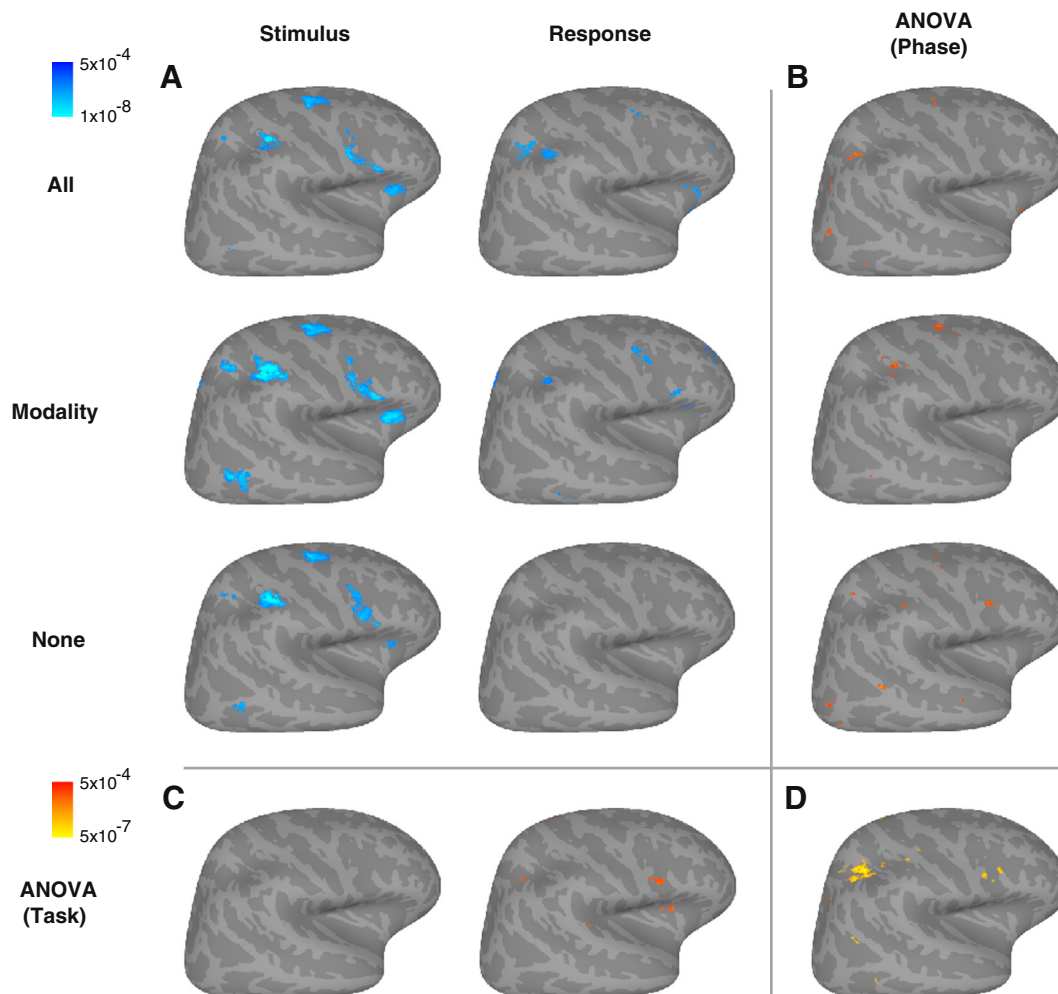 Stimulus
Response
ANOVA
(Phase)
5x10⁻⁴
1x10⁻⁸
A
B
All
Modality
None
5x10⁻⁴
5x10⁻⁷
C
D
ANOVA
(Task)